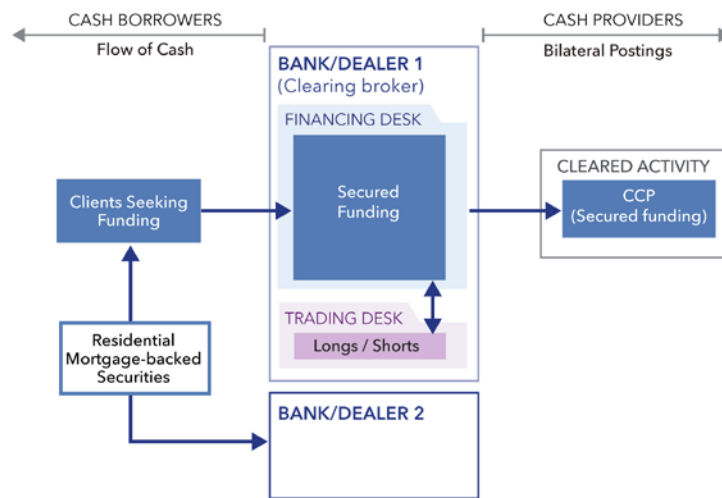 CASH BORROWERS
Flow of Cash
CASH PROVIDERS
Bilateral Postings
BANK/DEALER 1
(Clearing broker)
FINANCING DESK
Secured
Funding
Clients Seeking
Funding
CLEARED ACTIVITY
CCP
(Secured funding)
TRADING DESK
Longs / Shorts
Residential
Mortgage-backed
Securities
BANK/DEALER 2